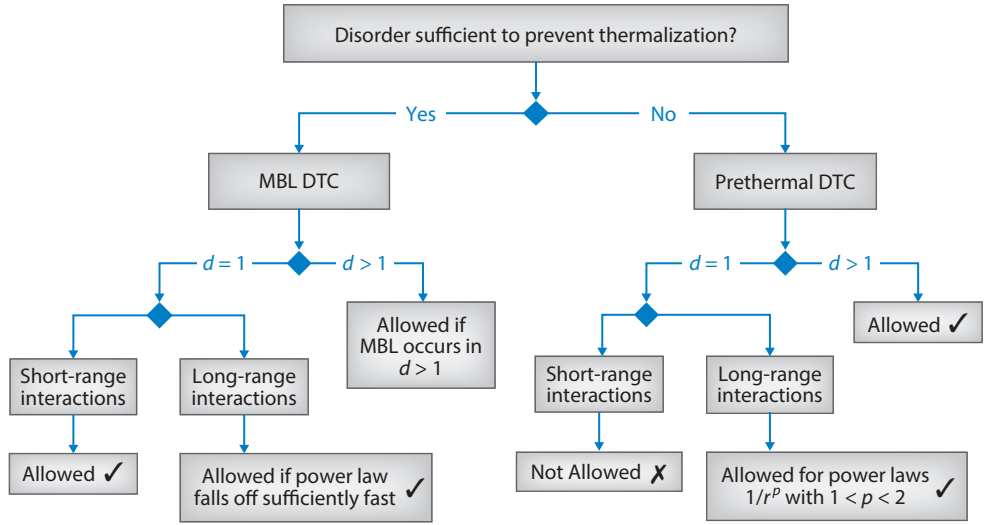 Disorder sufficient to prevent thermalization?
Yes
No
MBL DTC
Prethermal DTC
d = 1
d > 1
d = 1
d > 1
Allowed if
MBL occurs in
d > 1
Allowed ✓
Short-range
interactions
Long-range
interactions
Short-range
interactions
Long-range
interactions
Allowed ✓
Allowed if power law
falls off sufficiently fast ✓
Not Allowed ✗
Allowed for power laws
1/r^p with 1 < p < 2 ✓